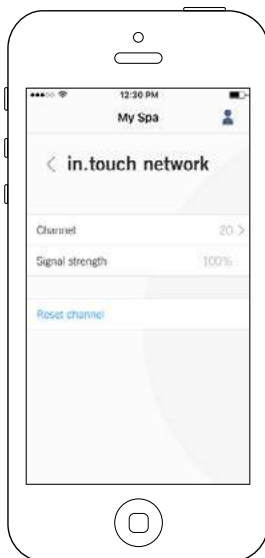 12:30 PM
My Spa
< in.touch network
Channel 20 >
Signal strength 100%
Reset channel